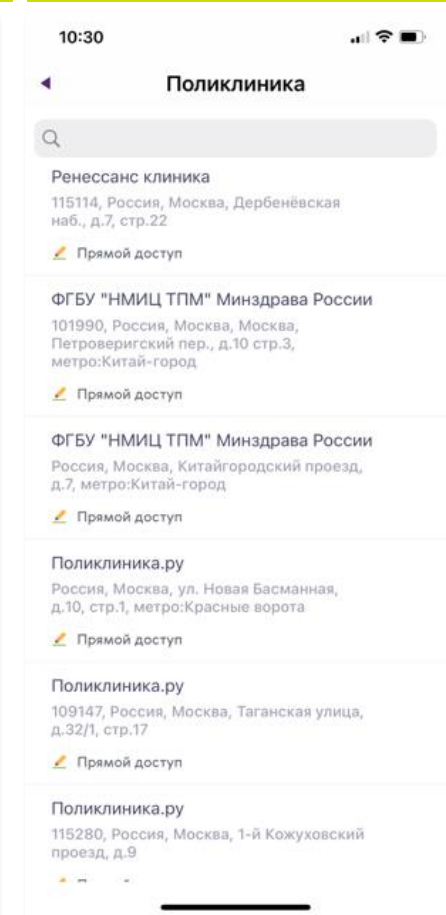 10:30
Поликлиника
Ренессанс клиника
115114, Россия, Москва, Дербенёвская
наб., д.7, стр.22
Прямой доступ
ФГБУ "НМИЦ ТПМ" Минздрава России
101990, Россия, Москва, Москва,
Петроверигский пер., д.10 стр.3,
метро:Китай-город
Прямой доступ
ФГБУ "НМИЦ ТПМ" Минздрава России
Россия, Москва, Китайгородский проезд,
д.7, метро:Китай-город
Прямой доступ
Поликлиника.ру
Россия, Москва, ул. Новая Басманная,
д.10, стр.1, метро:Красные ворота
Прямой доступ
Поликлиника.ру
109147, Россия, Москва, Таганская улица,
д.32/1, стр.17
Прямой доступ
Поликлиника.ру
115280, Россия, Москва, 1-й Кожуховский
проезд, д.9